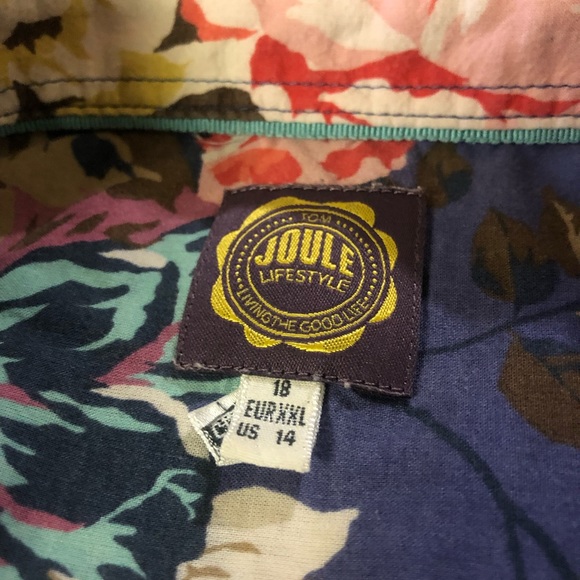 TOM
JOULE
LIFESTYLE
LIVING THE GOOD LIFE
18
EUR XXL
US 14